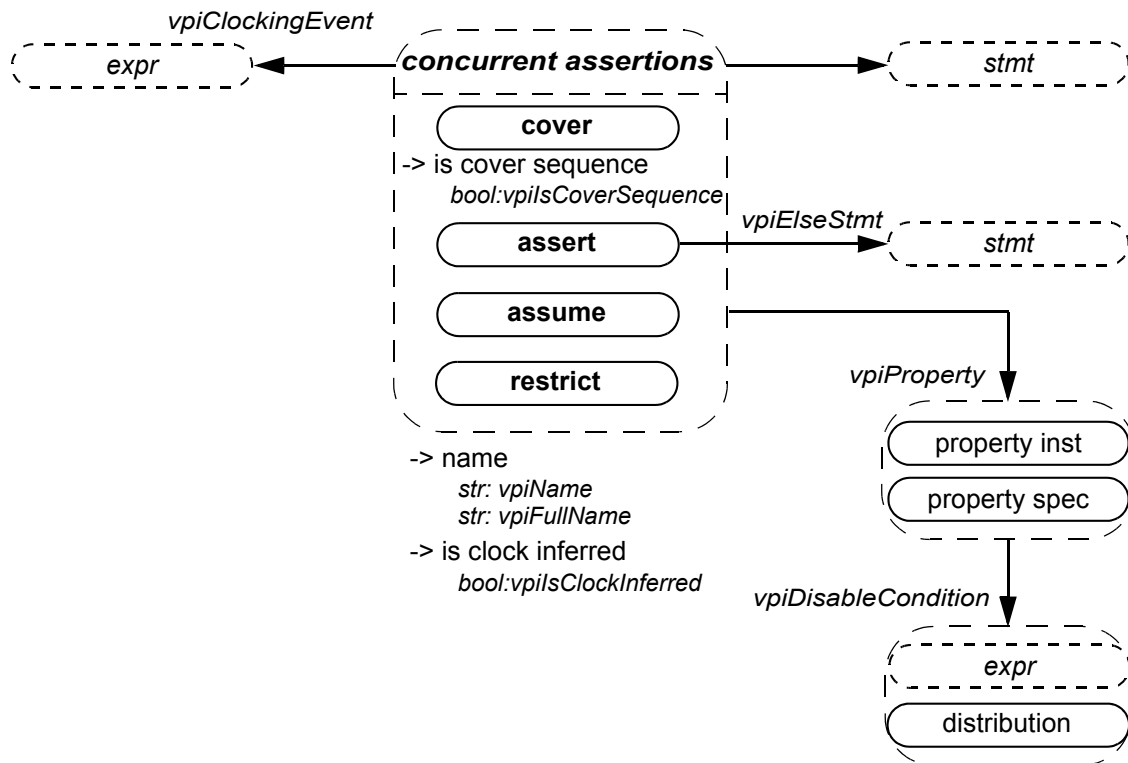 vpiClockingEvent
expr
concurrent assertions
stmt
cover
-> is cover sequence
bool:vpiIsCoverSequence
vpiElseStmt
assert
stmt
assume
vpiProperty
restrict
property inst
-> name
str: vpiName
property spec
str: vpiFullName
-> is clock inferred
bool:vpiIsClockInferred
vpiDisableCondition
expr
distribution